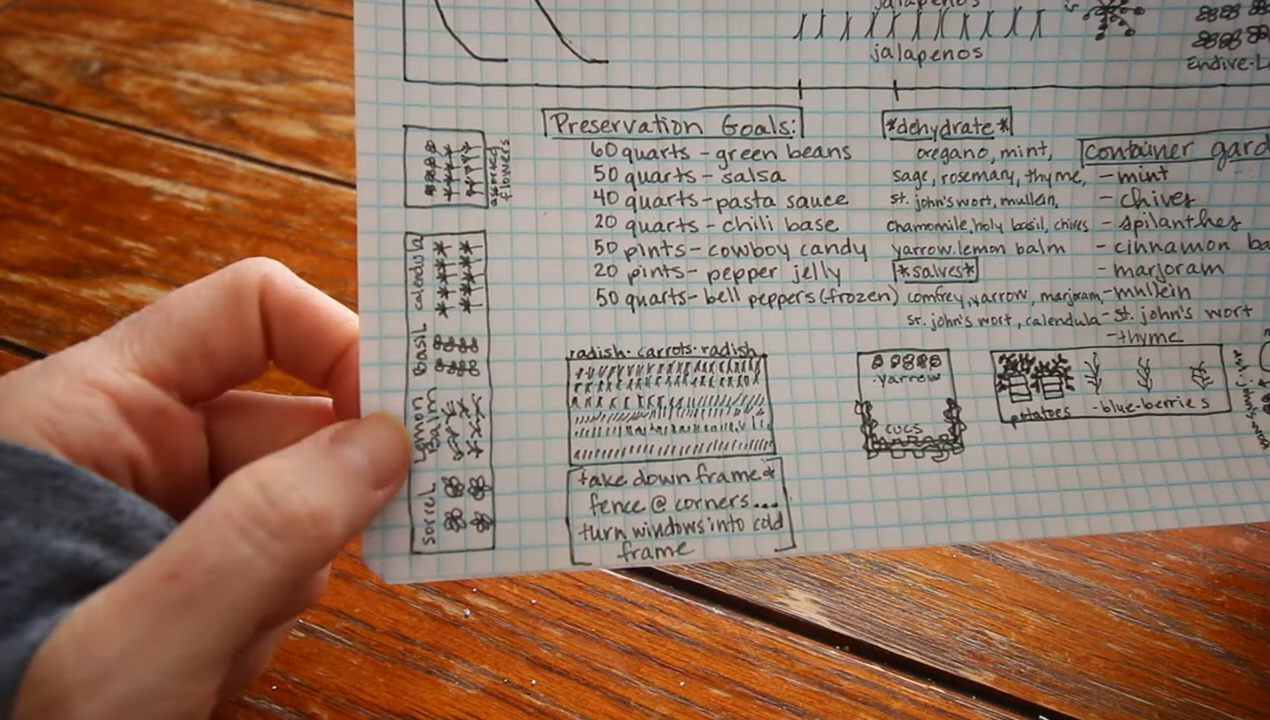 jalapenos
jalapenos
Endive-L
Preservation Goals:
60 quarts - green beans
50 quarts - salsa
40 quarts - pasta sauce
20 quarts - chili base
50 pints - cowboy candy
20 pints - pepper jelly
50 quarts - bell peppers (frozen)
*dehydrate*
oregano, mint,
sage, rosemary, thyme,
st. john's wort, mullein,
chamomile, holy basil, chives
yarrow, lemon balm
*salves*
comfrey, yarrow, marjoram,
st. john's wort, calendula
container gard
- mint
- chives
- spilanthes
- cinnamon ba
- marjoram
- mullein
- st. john's wort
- thyme
flowers
calendula
Basil
Lemon
Balm
sorrel
radish · carrots · radish
take down frame*
fence @ corners...
turn windows into cold
frame
yarrow
cucs
potatoes
- blue-berries